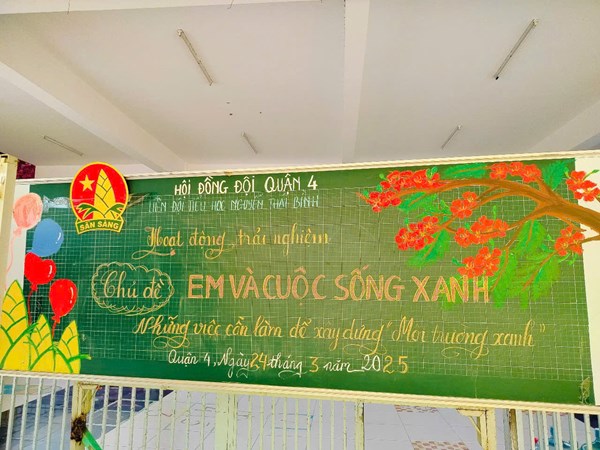 HỘI ĐỒNG ĐỘI QUẬN 4
LIÊN ĐỘI TIỂU HỌC NGUYỄN THÁI BÌNH
SẴN SÀNG
Hoạt động trải nghiệm
Chủ đề EM VÀ CUỘC SỐNG XANH
Những việc cần làm để xây dựng "Môi trường xanh"
Quận 4, Ngày 24 tháng 3 năm 2025